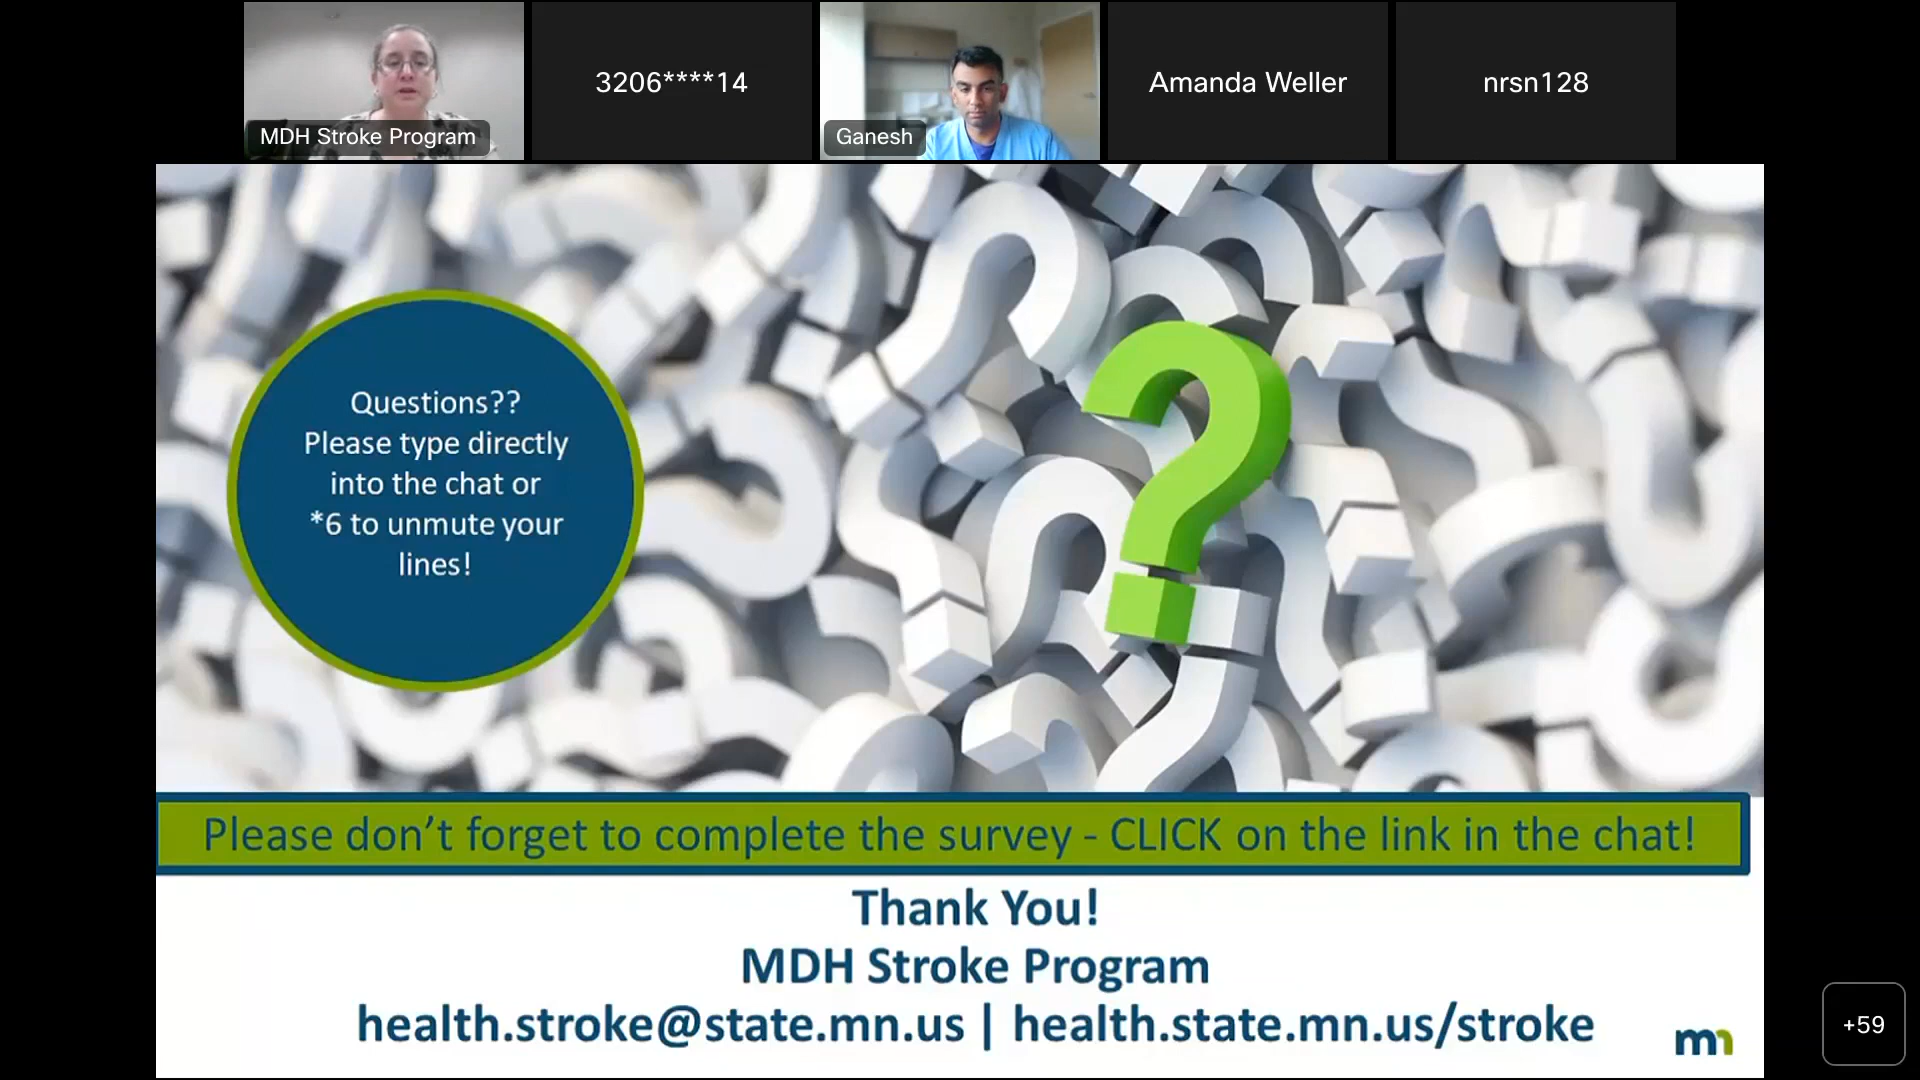 MDH Stroke Program
3206****14
Ganesh
Amanda Weller
nrsn128
Questions??
Please type directly
into the chat or
*6 to unmute your
lines!
Please don’t forget to complete the survey - CLICK on the link in the chat!
Thank You!
MDH Stroke Program
health.stroke@state.mn.us | health.state.mn.us/stroke
mn
+59